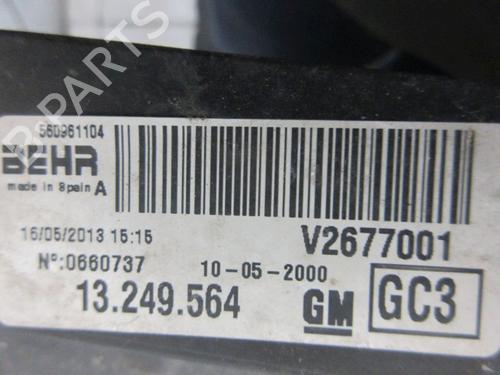 B-PARTS
560961104
BEHR
made in Spain A
16/05/2013 15:15
V2677001
Nº:0660737
10-05-2000
13.249.564
GM
GC3